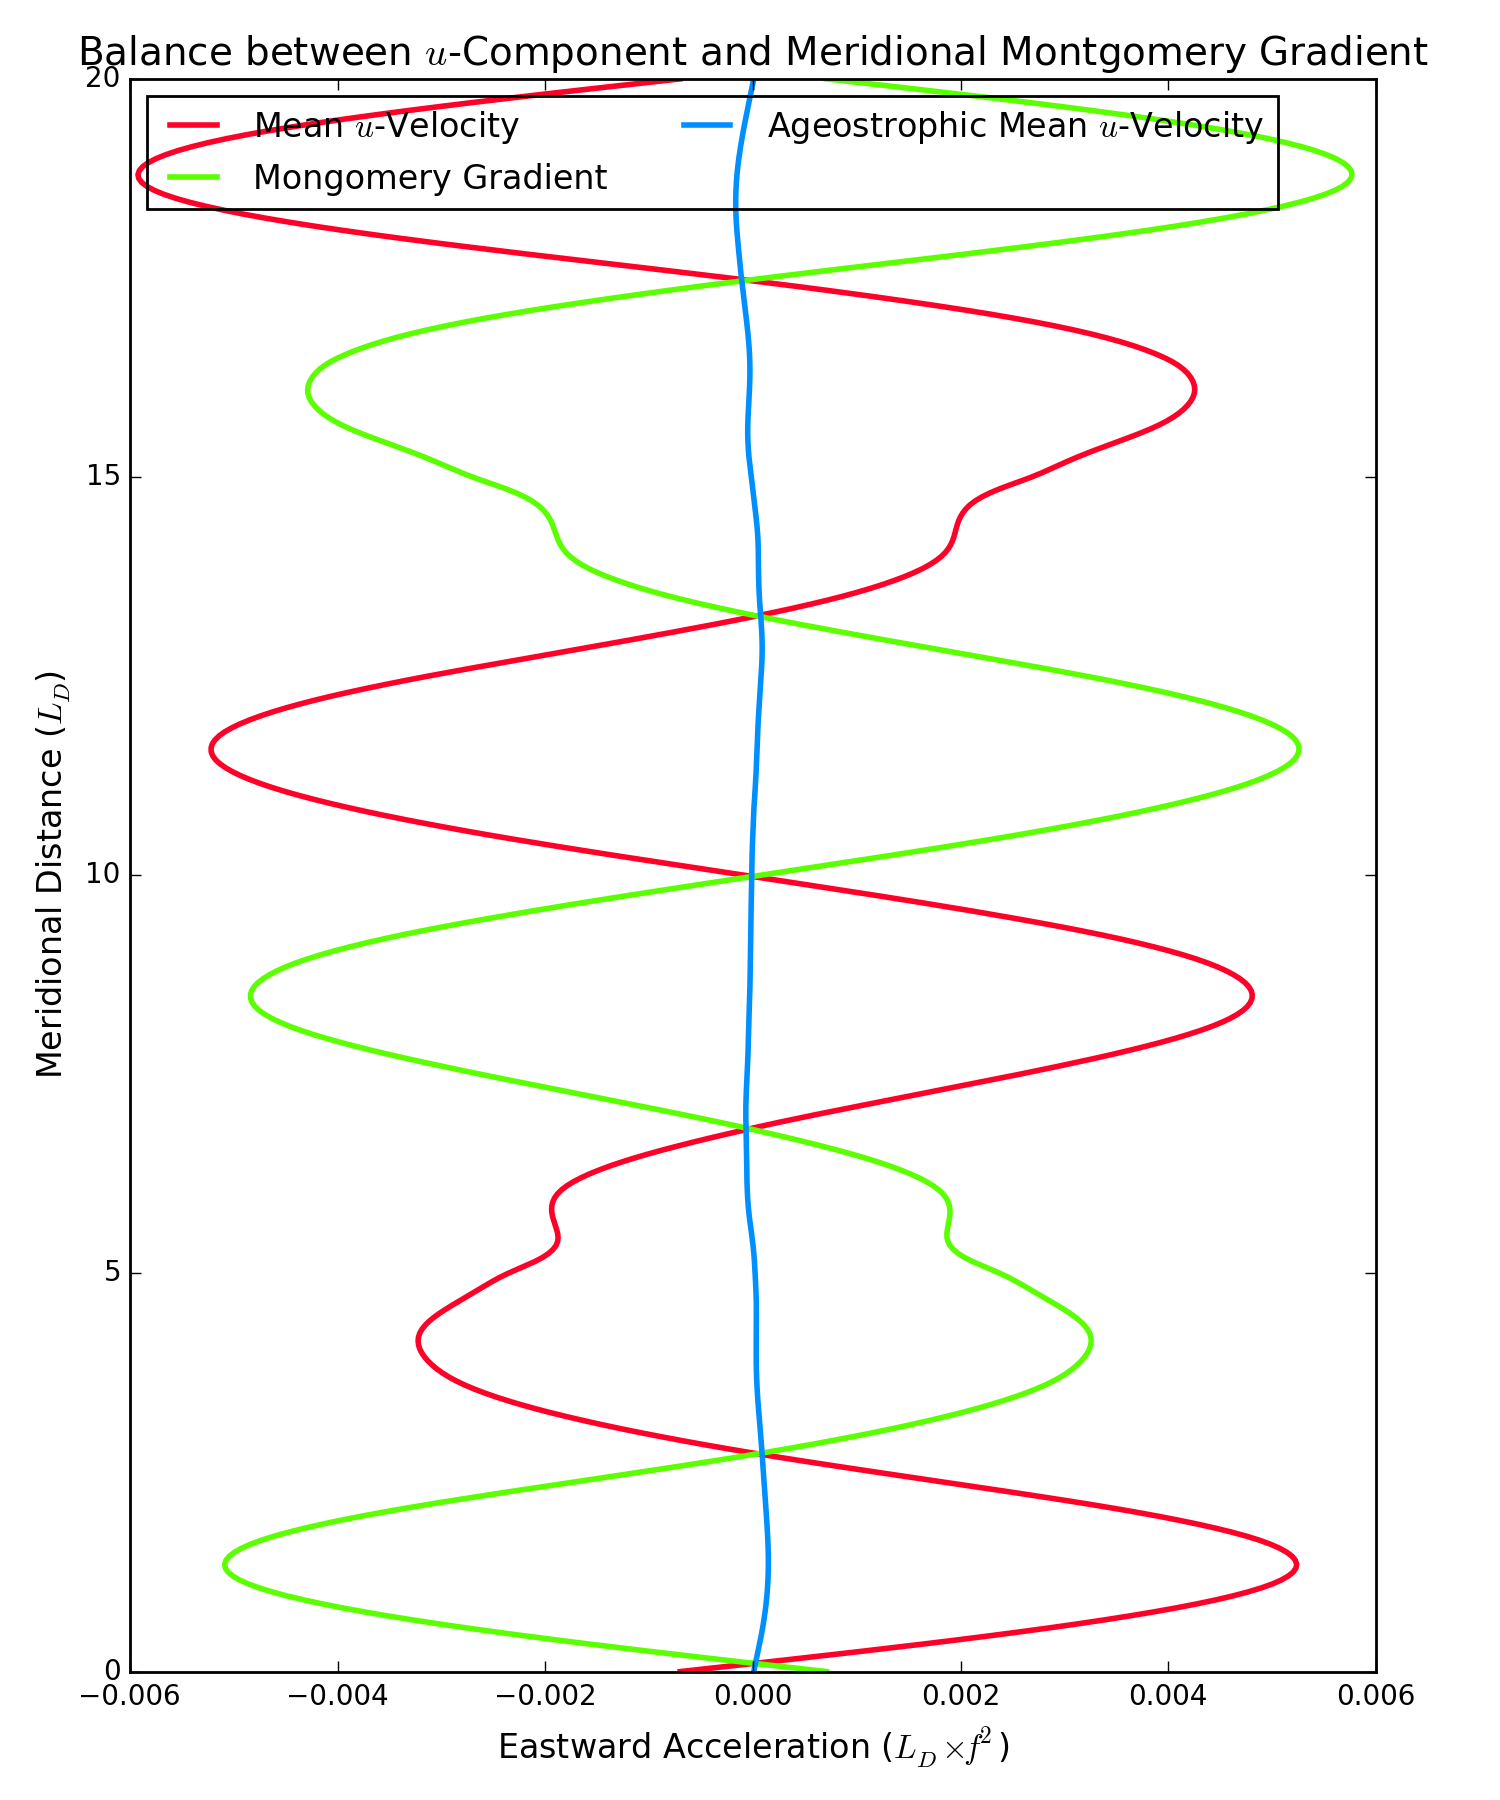 Balance between u-Component and Meridional Montgomery Gradient
Mean u-Velocity
Mongomery Gradient
Ageostrophic Mean u-Velocity
20
15
10
5
0
Meridional Distance (L_D)
−0.006 −0.004 −0.002 0.000 0.002 0.004 0.006
Eastward Acceleration (L_D × f²)